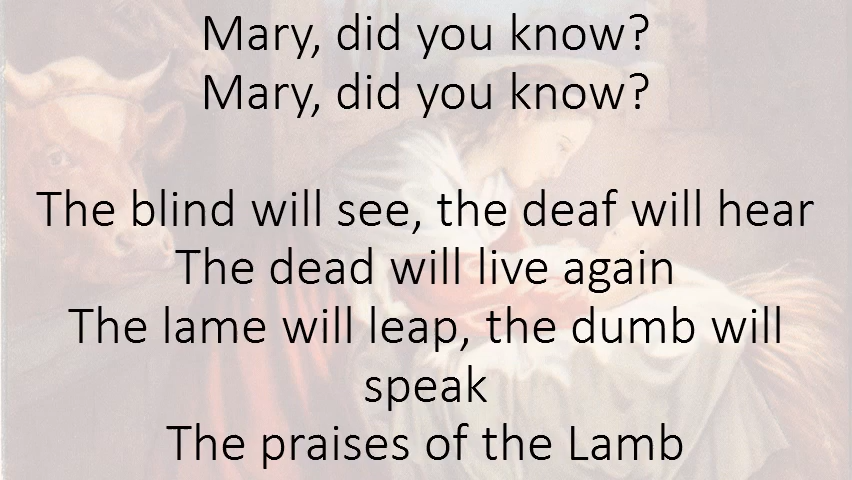 Mary, did you know?
Mary, did you know?
The blind will see, the deaf will hear
The dead will live again
The lame will leap, the dumb will
speak
The praises of the Lamb